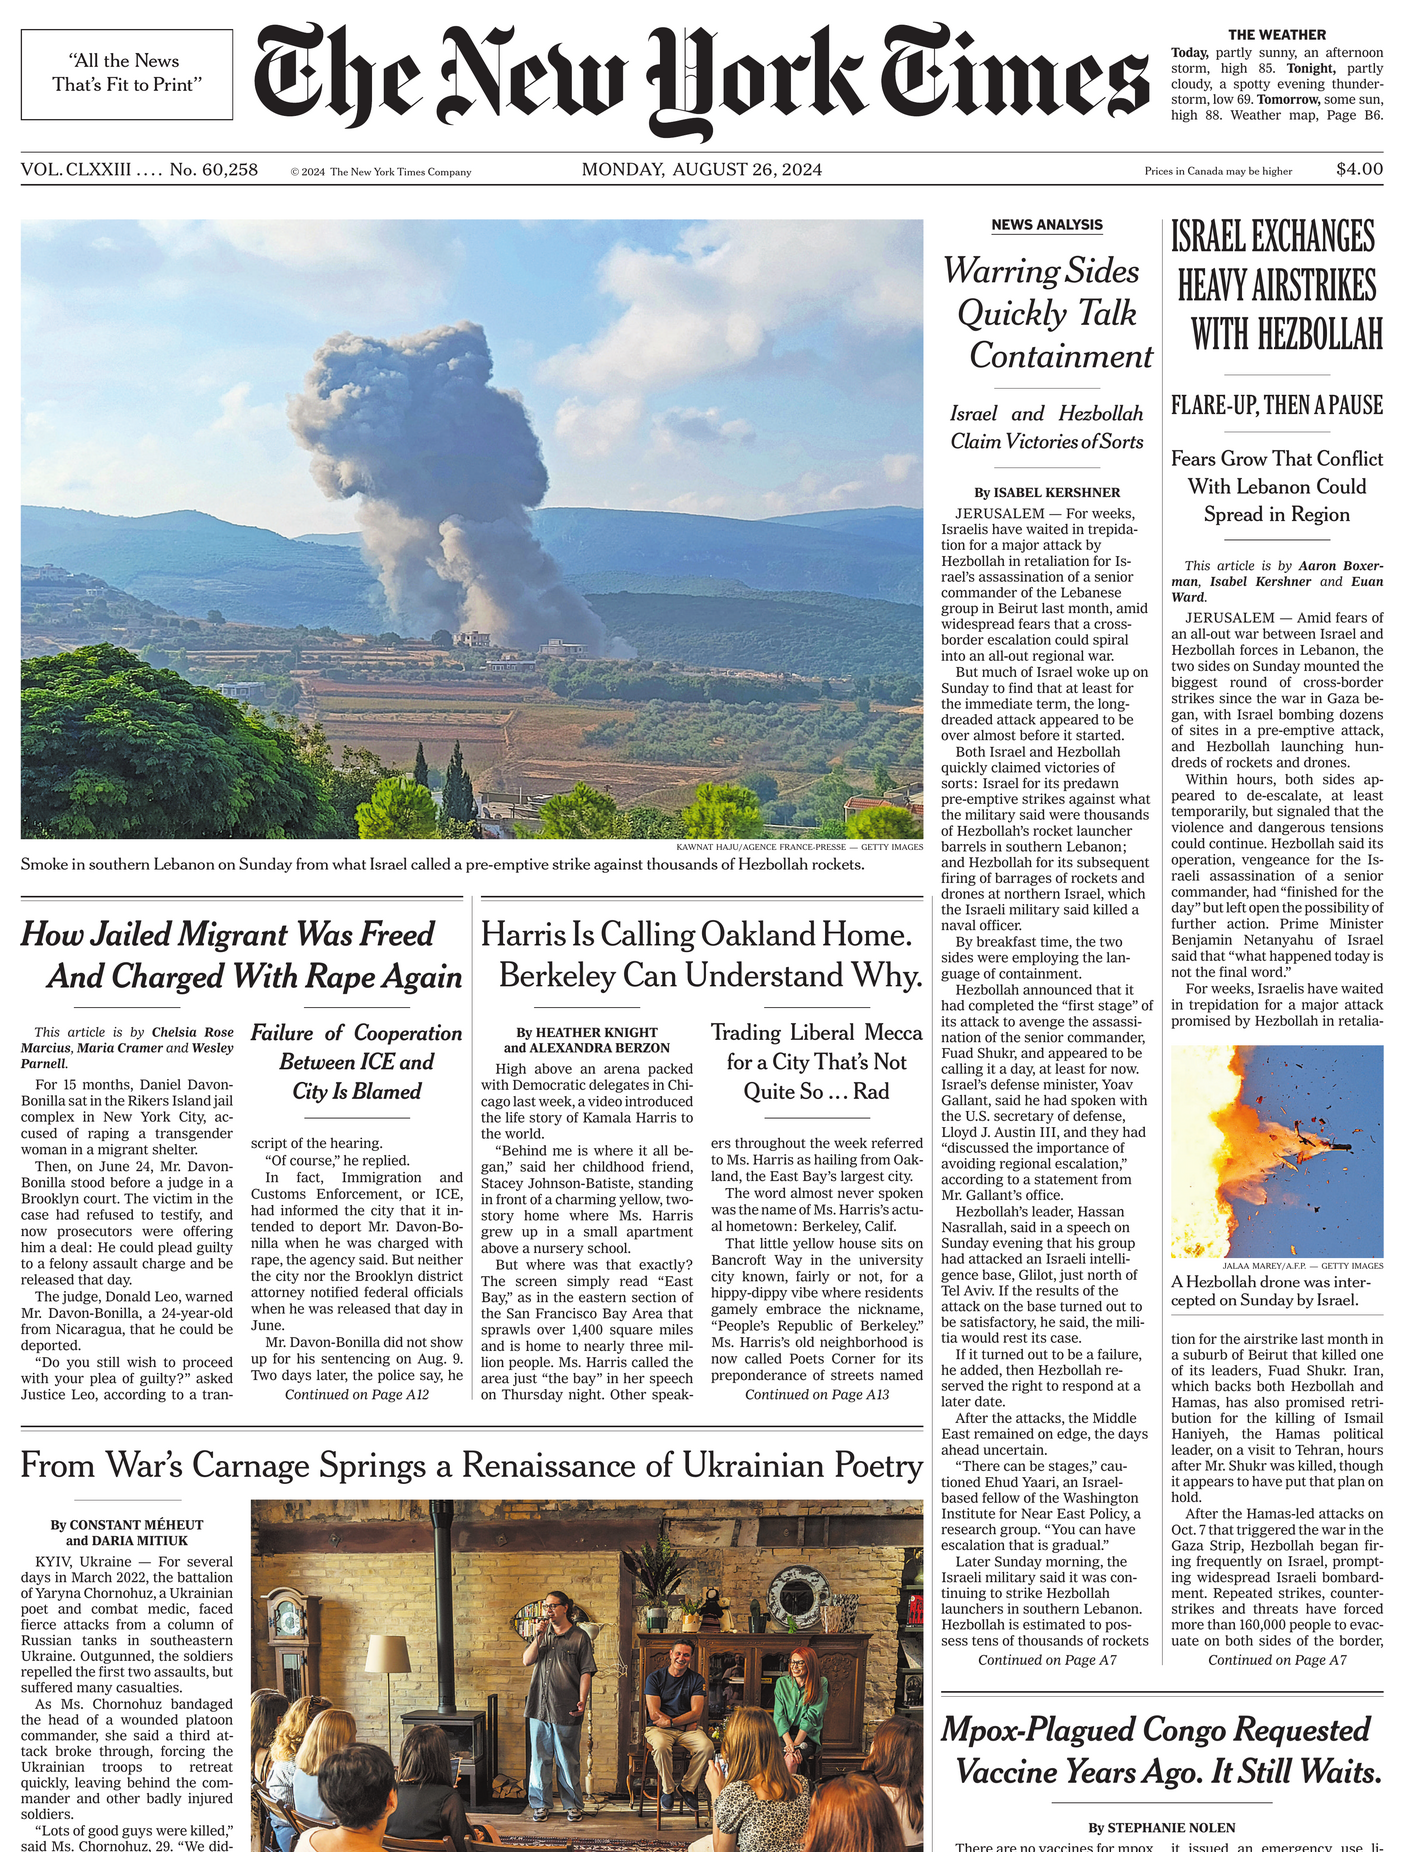 “All the News
That’s Fit to Print”
The New York Times
THE WEATHER
Today, partly sunny, an afternoon
storm, high 85. Tonight, partly
cloudy, a spotty evening thunder-
storm, low 69. Tomorrow, some sun,
high 88. Weather map, Page B6.
VOL. CLXXIII .... No. 60,258
© 2024 The New York Times Company
MONDAY, AUGUST 26, 2024
Prices in Canada may be higher
$4.00
KAWNAT HAJU/AGENCE FRANCE-PRESSE — GETTY IMAGES
Smoke in southern Lebanon on Sunday from what Israel called a pre-emptive strike against thousands of Hezbollah rockets.
NEWS ANALYSIS
Warring Sides
Quickly Talk
Containment
Israel and Hezbollah
Claim Victories of Sorts
By ISABEL KERSHNER
JERUSALEM — For weeks,
Israelis have waited in trepida-
tion for a major attack by
Hezbollah in retaliation for Is-
rael’s assassination of a senior
commander of the Lebanese
group in Beirut last month, amid
widespread fears that a cross-
border escalation could spiral
into an all-out regional war.
But much of Israel woke up on
Sunday to find that at least for
the immediate term, the long-
dreaded attack appeared to be
over almost before it started.
Both Israel and Hezbollah
quickly claimed victories of
sorts: Israel for its predawn
pre-emptive strikes against what
the military said were thousands
of Hezbollah’s rocket launcher
barrels in southern Lebanon;
and Hezbollah for its subsequent
firing of barrages of rockets and
drones at northern Israel, which
the Israeli military said killed a
naval officer.
By breakfast time, the two
sides were employing the lan-
guage of containment.
Hezbollah announced that it
had completed the “first stage” of
its attack to avenge the assassi-
nation of the senior commander,
Fuad Shukr, and appeared to be
calling it a day, at least for now.
Israel’s defense minister, Yoav
Gallant, said he had spoken with
the U.S. secretary of defense,
Lloyd J. Austin III, and they had
“discussed the importance of
avoiding regional escalation,”
according to a statement from
Mr. Gallant’s office.
Hezbollah’s leader, Hassan
Nasrallah, said in a speech on
Sunday evening that his group
had attacked an Israeli intelli-
gence base, Glilot, just north of
Tel Aviv. If the results of the
attack on the base turned out to
be satisfactory, he said, the mili-
tia would rest its case.
If it turned out to be a failure,
he added, then Hezbollah re-
served the right to respond at a
later date.
After the attacks, the Middle
East remained on edge, the days
ahead uncertain.
“There can be stages,” cau-
tioned Ehud Yaari, an Israel-
based fellow of the Washington
Institute for Near East Policy, a
research group. “You can have
escalation that is gradual.”
Later Sunday morning, the
Israeli military said it was con-
tinuing to strike Hezbollah
launchers in southern Lebanon.
Hezbollah is estimated to pos-
sess tens of thousands of rockets
Continued on Page A7
ISRAEL EXCHANGES
HEAVY AIRSTRIKES
WITH HEZBOLLAH
FLARE-UP, THEN A PAUSE
Fears Grow That Conflict
With Lebanon Could
Spread in Region
This article is by Aaron Boxer-
man, Isabel Kershner and Euan
Ward.
JERUSALEM — Amid fears of
an all-out war between Israel and
Hezbollah forces in Lebanon, the
two sides on Sunday mounted the
biggest round of cross-border
strikes since the war in Gaza be-
gan, with Israel bombing dozens
of sites in a pre-emptive attack,
and Hezbollah launching hun-
dreds of rockets and drones.
Within hours, both sides ap-
peared to de-escalate, at least
temporarily, but signaled that the
violence and dangerous tensions
could continue. Hezbollah said its
operation, vengeance for the Is-
raeli assassination of a senior
commander, had “finished for the
day” but left open the possibility of
further action. Prime Minister
Benjamin Netanyahu of Israel
said that “what happened today is
not the final word.”
For weeks, Israelis have waited
in trepidation for a major attack
promised by Hezbollah in retalia-
JALAA MAREY/A.F.P. — GETTY IMAGES
A Hezbollah drone was inter-
cepted on Sunday by Israel.
tion for the airstrike last month in
a suburb of Beirut that killed one
of its leaders, Fuad Shukr. Iran,
which backs both Hezbollah and
Hamas, has also promised retri-
bution for the killing of Ismail
Haniyeh, the Hamas political
leader, on a visit to Tehran, hours
after Mr. Shukr was killed, though
it appears to have put that plan on
hold.
After the Hamas-led attacks on
Oct. 7 that triggered the war in the
Gaza Strip, Hezbollah began fir-
ing frequently on Israel, prompt-
ing widespread Israeli bombard-
ment. Repeated strikes, counter-
strikes and threats have forced
more than 160,000 people to evac-
uate on both sides of the border,
Continued on Page A7
How Jailed Migrant Was Freed
And Charged With Rape Again
This article is by Chelsia Rose
Marcius, Maria Cramer and Wesley
Parnell.
For 15 months, Daniel Davon-
Bonilla sat in the Rikers Island jail
complex in New York City, ac-
cused of raping a transgender
woman in a migrant shelter.
Then, on June 24, Mr. Davon-
Bonilla stood before a judge in a
Brooklyn court. The victim in the
case had refused to testify, and
now prosecutors were offering
him a deal: He could plead guilty
to a felony assault charge and be
released that day.
The judge, Donald Leo, warned
Mr. Davon-Bonilla, a 24-year-old
from Nicaragua, that he could be
deported.
“Do you still wish to proceed
with your plea of guilty?” asked
Justice Leo, according to a tran-
Failure of Cooperation
Between ICE and
City Is Blamed
script of the hearing.
“Of course,” he replied.
In fact, Immigration and
Customs Enforcement, or ICE,
had informed the city that it in-
tended to deport Mr. Davon-Bo-
nilla when he was charged with
rape, the agency said. But neither
the city nor the Brooklyn district
attorney notified federal officials
when he was released that day in
June.
Mr. Davon-Bonilla did not show
up for his sentencing on Aug. 9.
Two days later, the police say, he
Continued on Page A12
Harris Is Calling Oakland Home.
Berkeley Can Understand Why.
By HEATHER KNIGHT
and ALEXANDRA BERZON
High above an arena packed
with Democratic delegates in Chi-
cago last week, a video introduced
the life story of Kamala Harris to
the world.
“Behind me is where it all be-
gan,” said her childhood friend,
Stacey Johnson-Batiste, standing
in front of a charming yellow, two-
story home where Ms. Harris
grew up in a small apartment
above a nursery school.
But where was that exactly?
The screen simply read “East
Bay,” as in the eastern section of
the San Francisco Bay Area that
sprawls over 1,400 square miles
and is home to nearly three mil-
lion people. Ms. Harris called the
area just “the bay” in her speech
on Thursday night. Other speak-
Trading Liberal Mecca
for a City That’s Not
Quite So ... Rad
ers throughout the week referred
to Ms. Harris as hailing from Oak-
land, the East Bay’s largest city.
The word almost never spoken
was the name of Ms. Harris’s actu-
al hometown: Berkeley, Calif.
That little yellow house sits on
Bancroft Way in the university
city known, fairly or not, for a
hippy-dippy vibe where residents
gamely embrace the nickname,
“People’s Republic of Berkeley.”
Ms. Harris’s old neighborhood is
now called Poets Corner for its
preponderance of streets named
Continued on Page A13
From War’s Carnage Springs a Renaissance of Ukrainian Poetry
By CONSTANT MÉHEUT
and DARIA MITIUK
KYIV, Ukraine — For several
days in March 2022, the battalion
of Yaryna Chornohuz, a Ukrainian
poet and combat medic, faced
fierce attacks from a column of
Russian tanks in southeastern
Ukraine. Outgunned, the soldiers
repelled the first two assaults, but
suffered many casualties.
As Ms. Chornohuz bandaged
the head of a wounded platoon
commander, she said a third at-
tack broke through, forcing the
Ukrainian troops to retreat
quickly, leaving behind the com-
mander and other badly injured
soldiers.
“Lots of good guys were killed,”
said Ms. Chornohuz, 29. “We did-
Mpox-Plagued Congo Requested
Vaccine Years Ago. It Still Waits.
By STEPHANIE NOLEN
There are no vaccines for mpox
it issued an emergency use li-